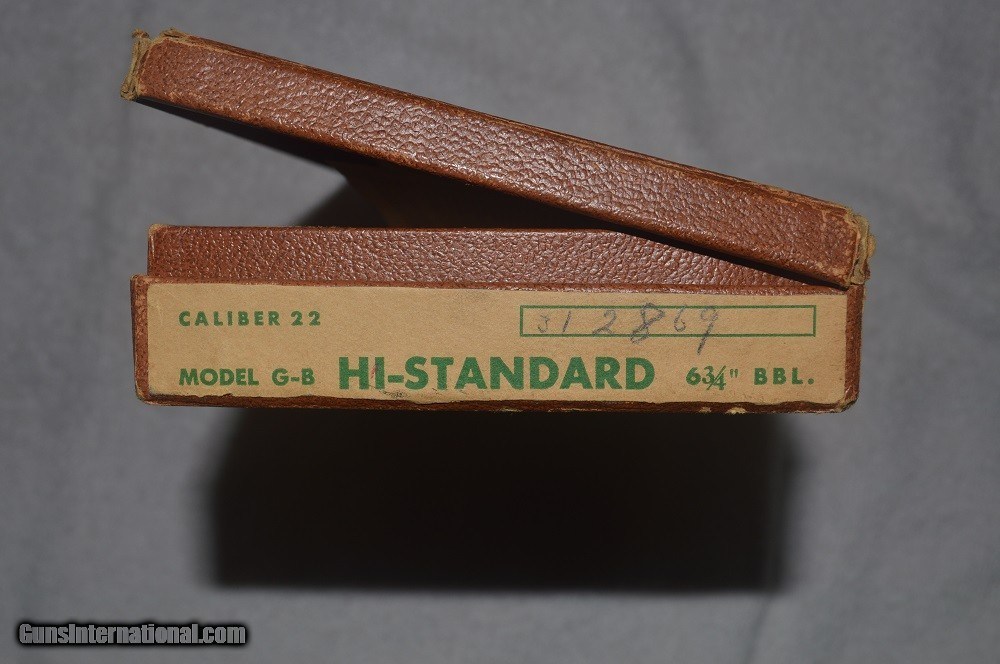 CALIBER 22 312869
MODEL G-B HI-STANDARD 6¾" BBL.
GunsInternational.com